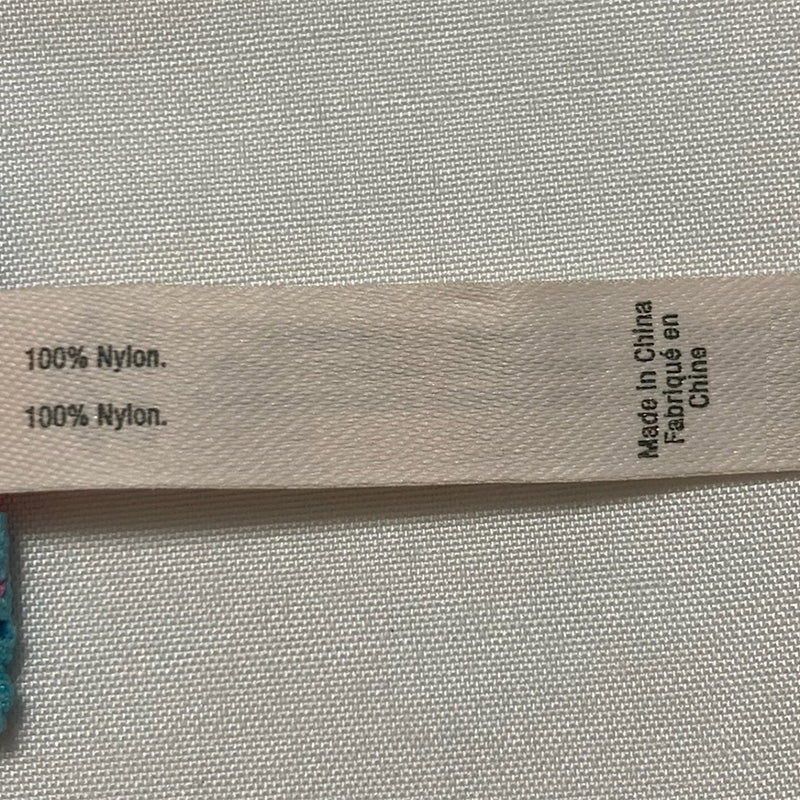 100% Nylon.
100% Nylon.
Made in China
Fabriqué en
Chine